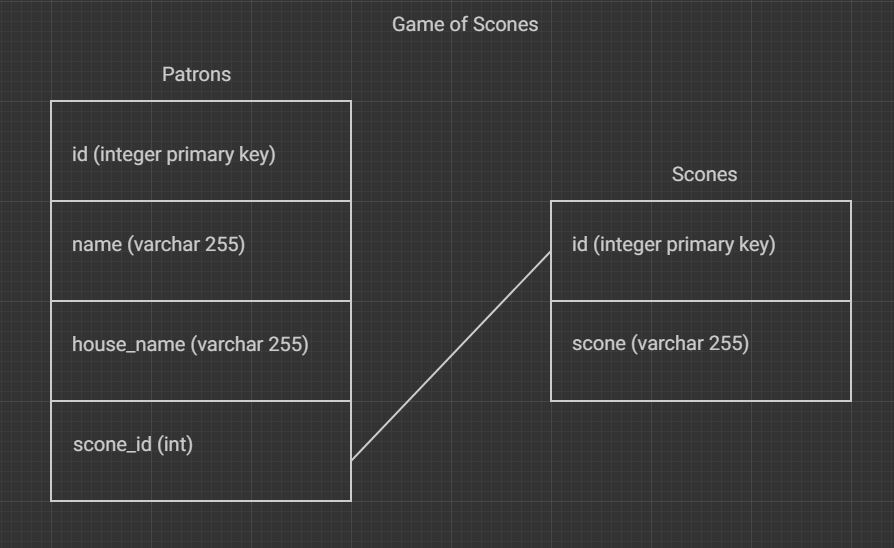 Game of Scones
Patrons
id (integer primary key)
name (varchar 255)
house_name (varchar 255)
scone_id (int)
Scones
id (integer primary key)
scone (varchar 255)